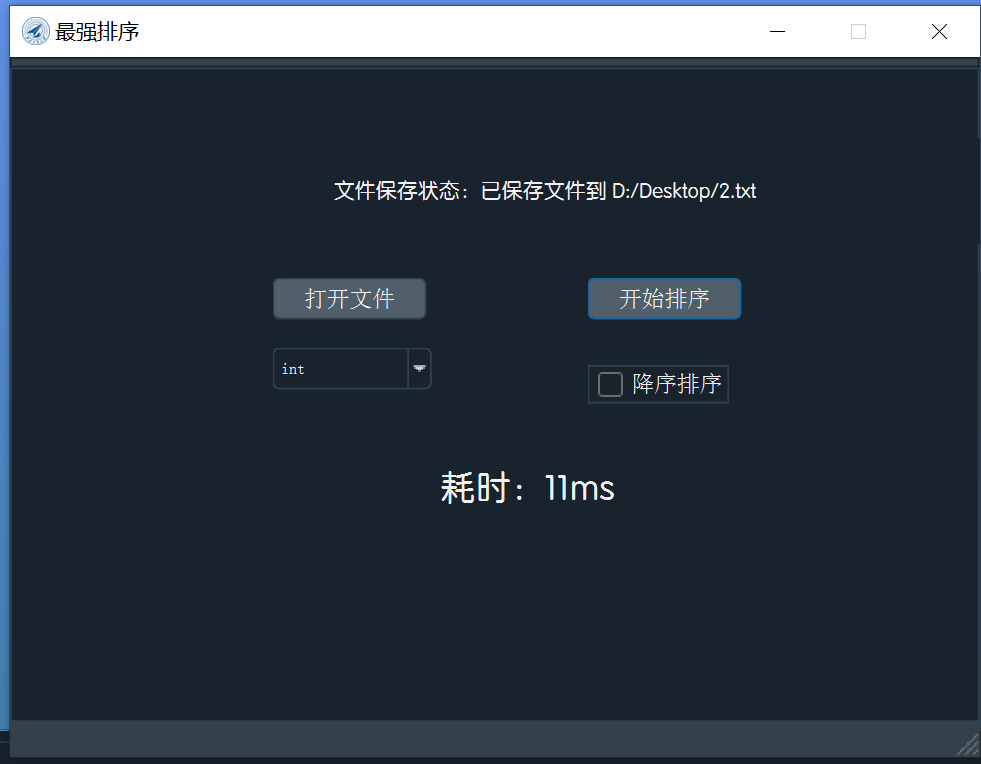 最强排序
文件保存状态：已保存文件到 D:/Desktop/2.txt
打开文件
开始排序
int
降序排序
耗时：11ms